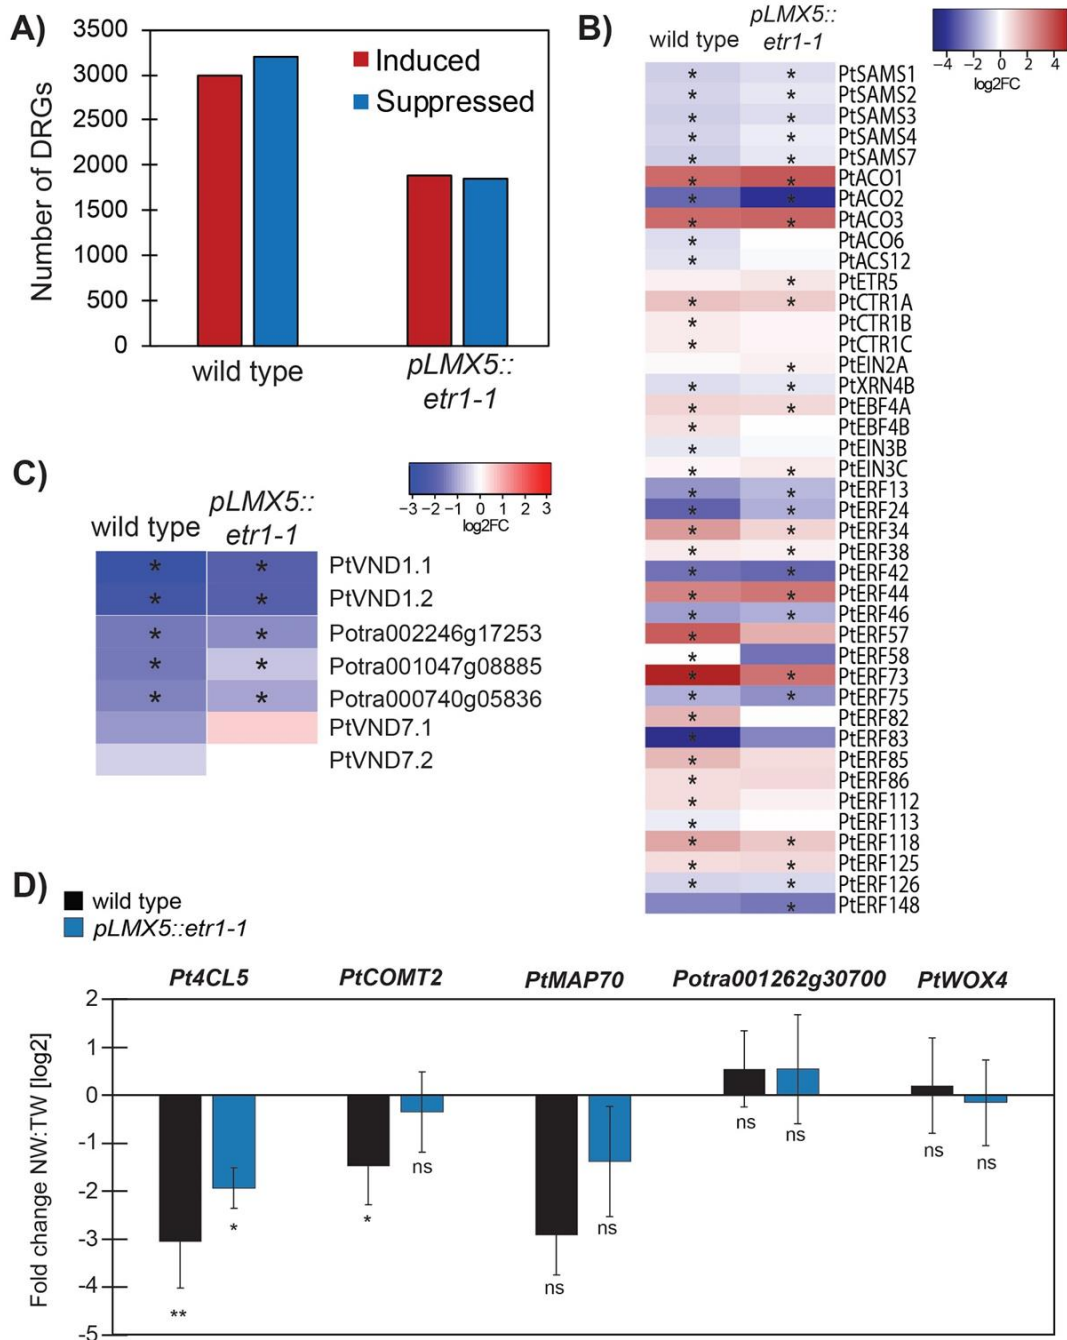 A)
3500
3000
2500
2000
1500
1000
500
0
Number of DRGs
Induced
Suppressed
wild type
pLMX5::
etr1-1
B)
wild type
pLMX5::
etr1-1
−4 −2 0 2 4
log2FC
* * PtSAMS1
* * PtSAMS2
* * PtSAMS3
* * PtSAMS4
* * PtSAMS7
* * PtACO1
* * PtACO2
* * PtACO3
* PtACO6
* PtACS12
* PtETR5
* * PtCTR1A
* PtCTR1B
* PtCTR1C
* PtEIN2A
* * PtXRN4B
* * PtEBF4A
* PtEBF4B
* PtEIN3B
* * PtEIN3C
* * PtERF13
* * PtERF24
* * PtERF34
* * PtERF38
* * PtERF42
* * PtERF44
* * PtERF46
* PtERF57
* PtERF58
* * PtERF73
* * PtERF75
* PtERF82
* PtERF83
* PtERF85
* PtERF86
* PtERF112
* PtERF113
* * PtERF118
* * PtERF125
* * PtERF126
* PtERF148
C)
wild type
pLMX5::
etr1-1
−3 −2 −1 0 1 2 3
log2FC
* * PtVND1.1
* * PtVND1.2
* * Potra002246g17253
* * Potra001047g08885
* * Potra000740g05836
PtVND7.1
PtVND7.2
D)
wild type
pLMX5::etr1-1
Pt4CL5 PtCOMT2 PtMAP70 Potra001262g30700 PtWOX4
Fold change NW:TW [log2]
2
1
0
-1
-2
-3
-4
-5
** *
* ns
ns ns
ns ns
ns ns